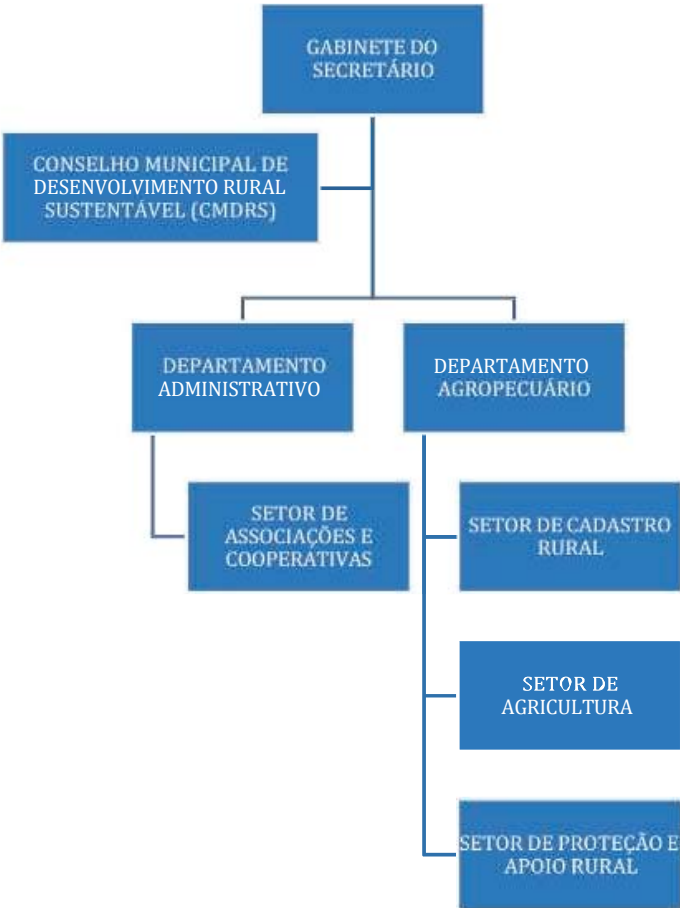 GABINETE DO
SECRETÁRIO
CONSELHO MUNICIPAL DE
DESENVOLVIMENTO RURAL
SUSTENTÁVEL (CMDRS)
DEPARTAMENTO
ADMINISTRATIVO
DEPARTAMENTO
AGROPECUÁRIO
SETOR DE
ASSOCIAÇÕES E
COOPERATIVAS
SETOR DE CADASTRO
RURAL
SETOR DE
AGRICULTURA
SETOR DE PROTEÇÃO E
APOIO RURAL